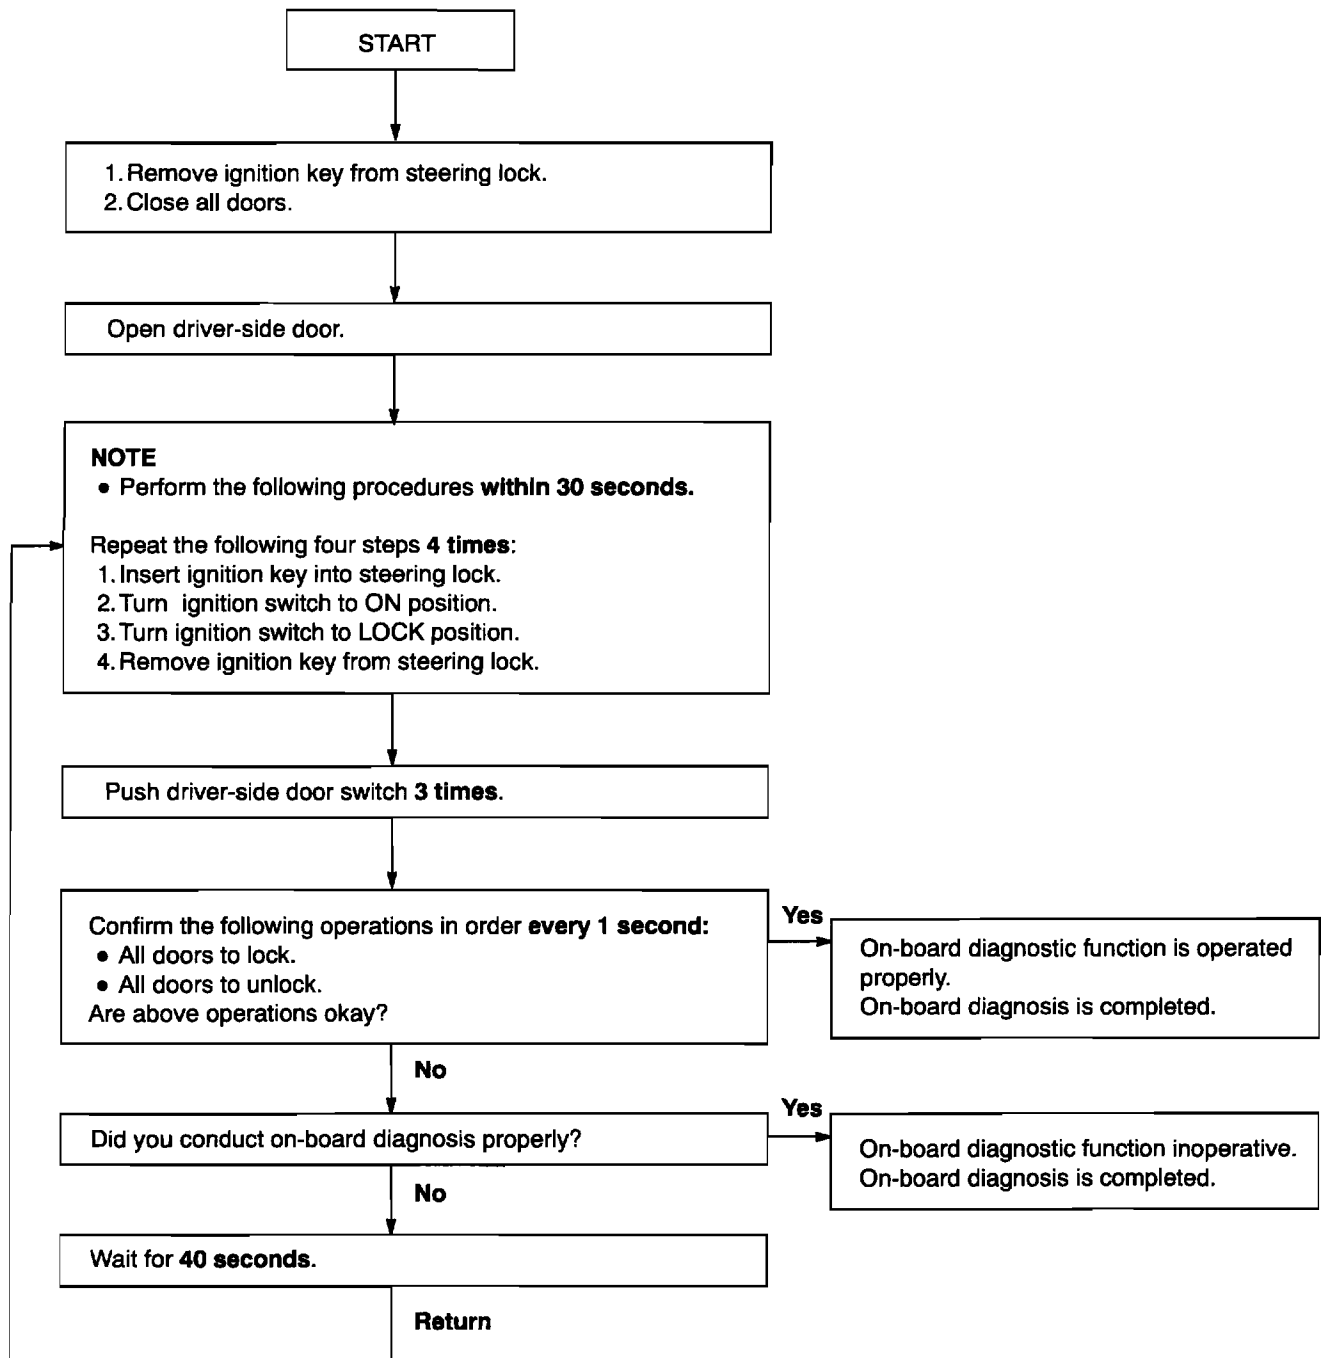 START
1. Remove ignition key from steering lock.
2. Close all doors.
Open driver-side door.
NOTE
• Perform the following procedures within 30 seconds.
Repeat the following four steps 4 times:
1. Insert ignition key into steering lock.
2. Turn ignition switch to ON position.
3. Turn ignition switch to LOCK position.
4. Remove ignition key from steering lock.
Push driver-side door switch 3 times.
Confirm the following operations in order every 1 second:
• All doors to lock.
• All doors to unlock.
Are above operations okay?
Yes
On-board diagnostic function is operated
properly.
On-board diagnosis is completed.
No
Did you conduct on-board diagnosis properly?
Yes
On-board diagnostic function inoperative.
On-board diagnosis is completed.
No
Wait for 40 seconds.
Return